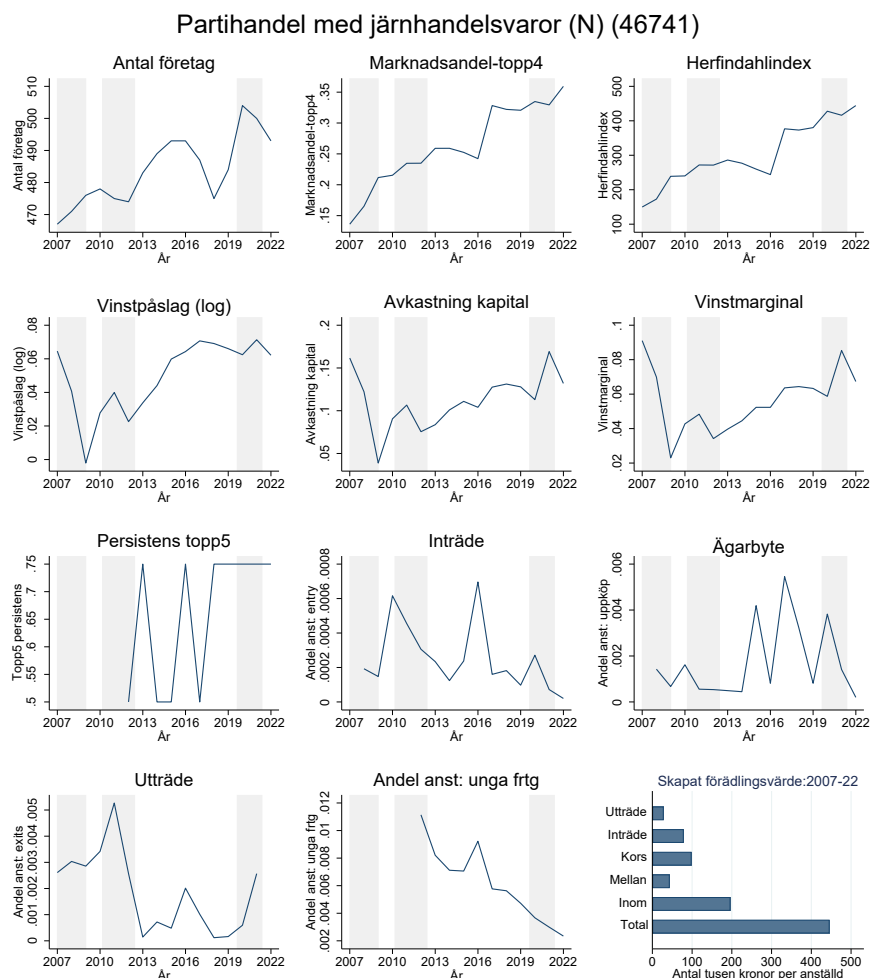 Partihandel med järnhandelsvaror (N) (46741)
Antal företag
Antal företag
470 480 490 500 510
2007 2010 2013 2016 2019 2022
År
Marknadsandel-topp4
Marknadsandel-topp4
.15 .2 .25 .3 .35
2007 2010 2013 2016 2019 2022
År
Herfindahlindex
Herfindahlindex
100 200 300 400 500
2007 2010 2013 2016 2019 2022
År
Vinstpåslag (log)
Vinstpåslag (log)
0 .02 .04 .06 .08
2007 2010 2013 2016 2019 2022
År
Avkastning kapital
Avkastning kapital
.05 .1 .15 .2
2007 2010 2013 2016 2019 2022
År
Vinstmarginal
Vinstmarginal
.02 .04 .06 .08 .1
2007 2010 2013 2016 2019 2022
År
Persistens topp5
Topp5 persistens
.5 .55 .6 .65 .7 .75
2007 2010 2013 2016 2019 2022
År
Inträde
Andel anst: entry
0 .0002 .0004 .0006 .0008
2007 2010 2013 2016 2019 2022
År
Ägarbyte
Andel anst: uppköp
0 .002 .004 .006
2007 2010 2013 2016 2019 2022
År
Utträde
Andel anst: exits
0 .001 .002 .003 .004 .005
2007 2010 2013 2016 2019 2022
År
Andel anst: unga frtg
Andel anst: unga frtg
.002 .004 .006 .008 .01 .012
2007 2010 2013 2016 2019 2022
År
Skapat förädlingsvärde:2007-22
Utträde
Inträde
Kors
Mellan
Inom
Total
0 100 200 300 400 500
Antal tusen kronor per anställd